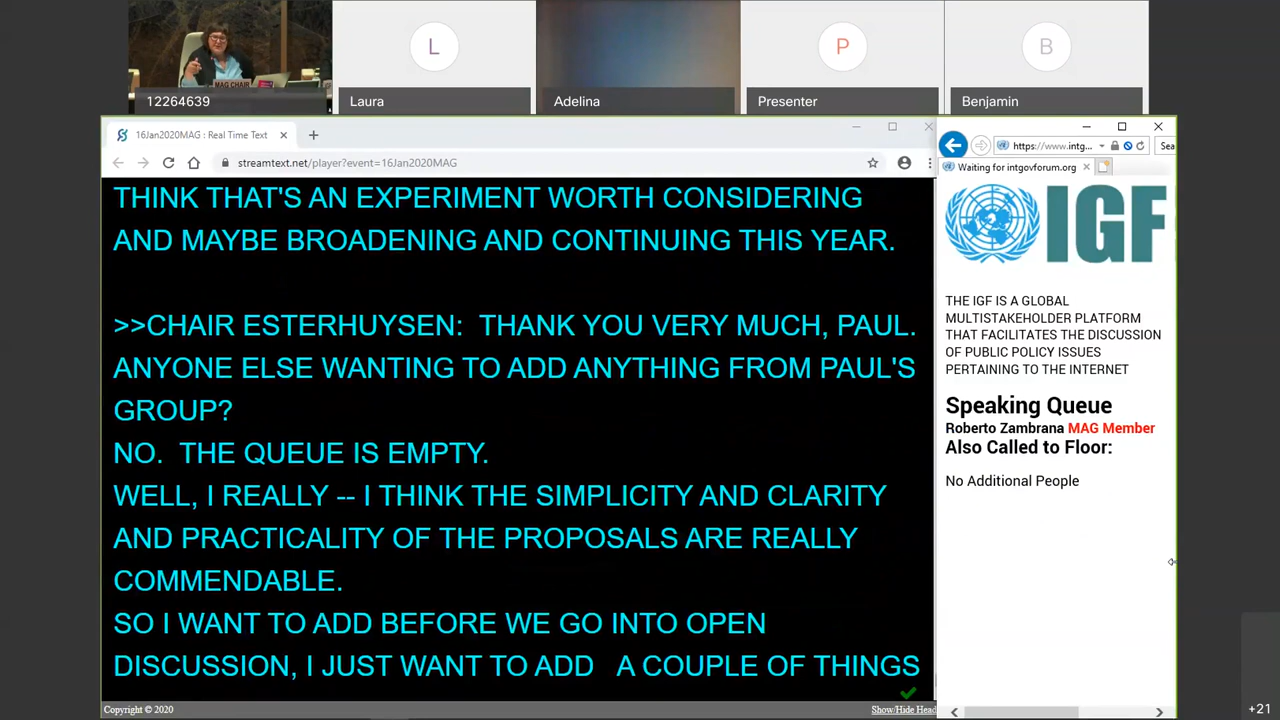 L
P
B
MAG CHAIR
12264639
Laura
Adelina
Presenter
Benjamin
16Jan2020MAG : Real Time Text
streamtext.net/player?event=16Jan2020MAG
https://www.intg...
Sea
Waiting for intgovforum.org
THINK THAT'S AN EXPERIMENT WORTH CONSIDERING
AND MAYBE BROADENING AND CONTINUING THIS YEAR.
>>CHAIR ESTERHUYSEN:  THANK YOU VERY MUCH, PAUL.
ANYONE ELSE WANTING TO ADD ANYTHING FROM PAUL'S
GROUP?
NO.  THE QUEUE IS EMPTY.
WELL, I REALLY -- I THINK THE SIMPLICITY AND CLARITY
AND PRACTICALITY OF THE PROPOSALS ARE REALLY
COMMENDABLE.
SO I WANT TO ADD BEFORE WE GO INTO OPEN
DISCUSSION, I JUST WANT TO ADD   A COUPLE OF THINGS
Copyright © 2020
Show/Hide Head
IGF
THE IGF IS A GLOBAL
MULTISTAKEHOLDER PLATFORM
THAT FACILITATES THE DISCUSSION
OF PUBLIC POLICY ISSUES
PERTAINING TO THE INTERNET
Speaking Queue
Roberto Zambrana MAG Member
Also Called to Floor:
No Additional People
+21